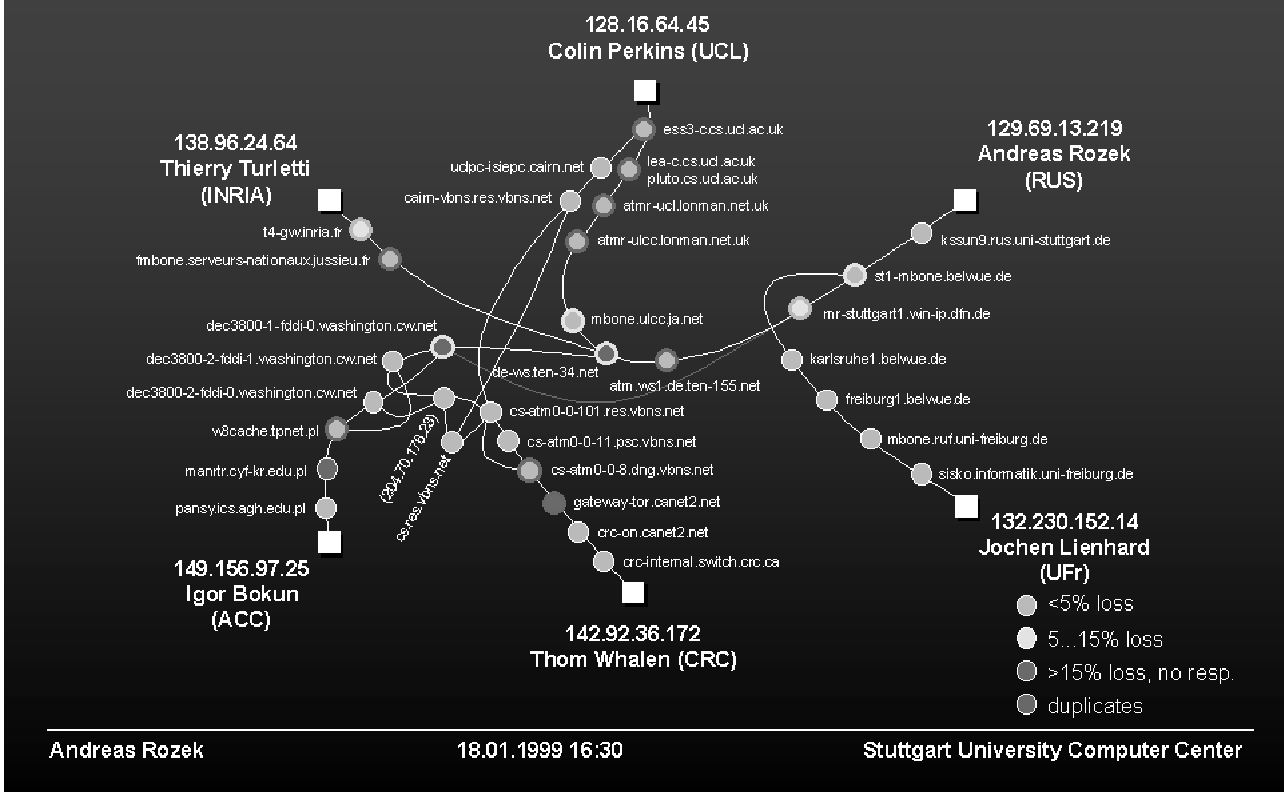 128.16.64.45
Colin Perkins (UCL)
138.96.24.64
Thierry Turletti
(INRIA)
129.69.13.219
Andreas Rozek
(RUS)
ess3-c.cs.ucl.ac.uk
uclpc-isiepc.cairn.net
lea-c.cs.ucl.ac.uk
pluto.cs.ucl.ac.uk
cairn-vbns.res.vbns.net
atmr-ucl.lonman.net.uk
t4-gw.inria.fr
atmr-ulcc.lonman.net.uk
kssun9.rus.uni-stuttgart.de
fmbone.serveurs-nationaux.jussieu.fr
st1-mbone.belwue.de
mr-stuttgart1.win-ip.dfn.de
dec3800-1-fddi-0.washington.cw.net
mbone.ulcc.ja.net
dec3800-2-fddi-1.washington.cw.net
de-ws.ten-34.net
karlsruhe1.belwue.de
atm.ws1.de.ten-155.net
dec3800-2-fddi-0.washington.cw.net
freiburg1.belwue.de
cs-atm0-0-101.res.vbns.net
w3cache.tpnet.pl
(204.70.176.23)
cs-atm0-0-11.psc.vbns.net
mbone.ruf.uni-freiburg.de
manrtr.cyf-kr.edu.pl
cs.res.vbns.net
cs-atm0-0-8.dng.vbns.net
sisko.informatik.uni-freiburg.de
pansy.ics.agh.edu.pl
gateway-tor.canet2.net
crc-on.canet2.net
crc-internal.switch.crc.ca
149.156.97.25
Igor Bokun
(ACC)
132.230.152.14
Jochen Lienhard
(UFr)
142.92.36.172
Thom Whalen (CRC)
<5% loss
5...15% loss
>15% loss, no resp.
duplicates
Andreas Rozek
18.01.1999 16:30
Stuttgart University Computer Center